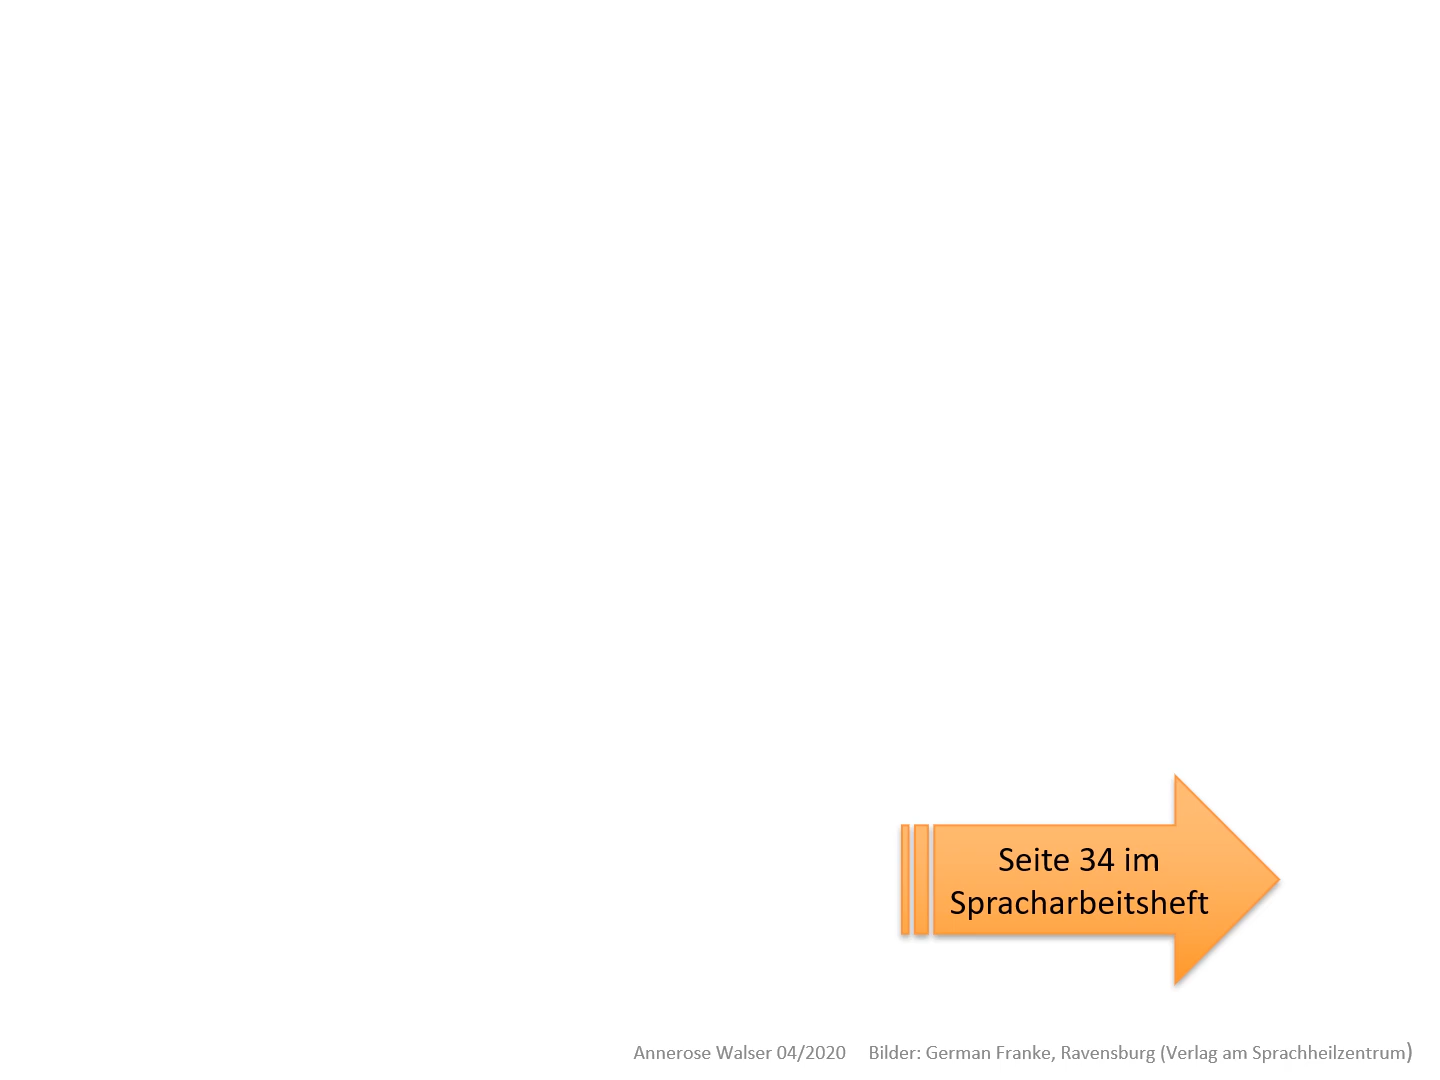 Seite 34 im
Spracharbeitsheft
Annerose Walser 04/2020 Bilder: German Franke, Ravensburg (Verlag am Sprachheilzentrum)